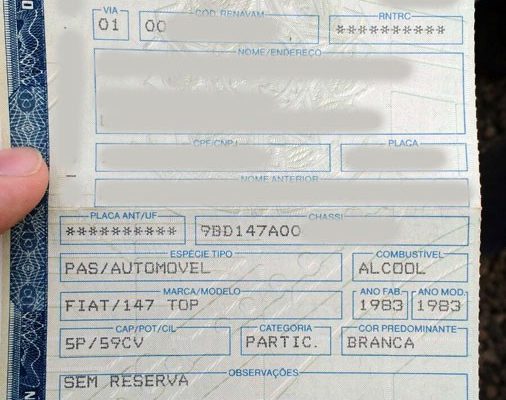 VIA COD. RENAVAM RNTRC
01 00 **********
NOME/ENDEREÇO
CPF/CNPJ PLACA
NOME ANTERIOR
PLACA ANT/UF CHASSI
********** 9BD147A00
ESPÉCIE TIPO COMBUSTÍVEL
PAS/AUTOMOVEL ALCOOL
MARCA/MODELO ANO FAB. ANO MOD.
FIAT/147 TOP 1983 1983
CAP/POT/CIL CATEGORIA COR PREDOMINANTE
5P/59CV PARTIC. BRANCA
OBSERVAÇÕES
SEM RESERVA